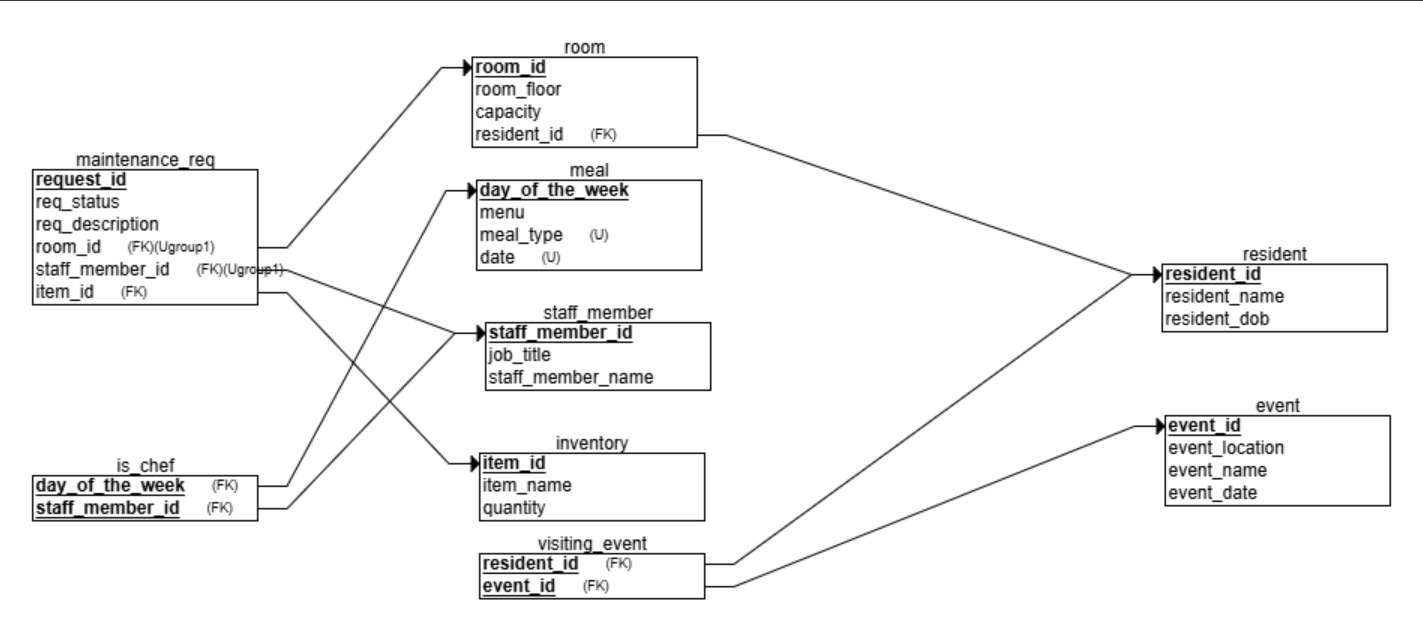 room
room_id
room_floor
capacity
resident_id (FK)
maintenance_req
request_id
req_status
req_description
room_id (FK)(Ugroup1)
staff_member_id (FK)(Ugroup1)
item_id (FK)
meal
day_of_the_week
menu
meal_type (U)
date (U)
staff_member
staff_member_id
job_title
staff_member_name
resident
resident_id
resident_name
resident_dob
is_chef
day_of_the_week (FK)
staff_member_id (FK)
inventory
item_id
item_name
quantity
event
event_id
event_location
event_name
event_date
visiting_event
resident_id (FK)
event_id (FK)